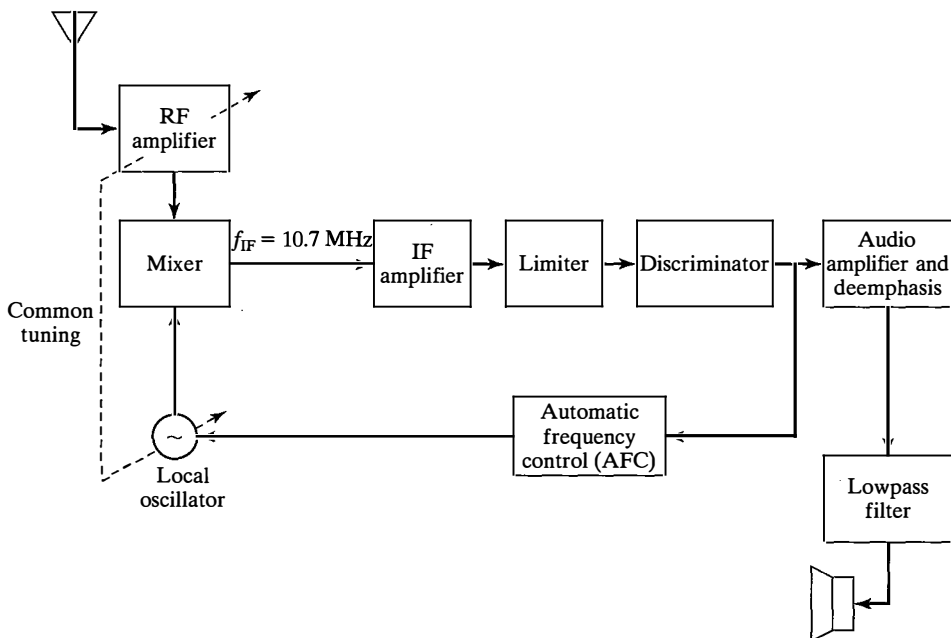 RF
amplifier
Mixer
f_IF = 10.7 MHz
IF
amplifier
Limiter
Discriminator
Audio
amplifier and
deemphasis
Common
tuning
~
Local
oscillator
Automatic
frequency
control (AFC)
Lowpass
filter